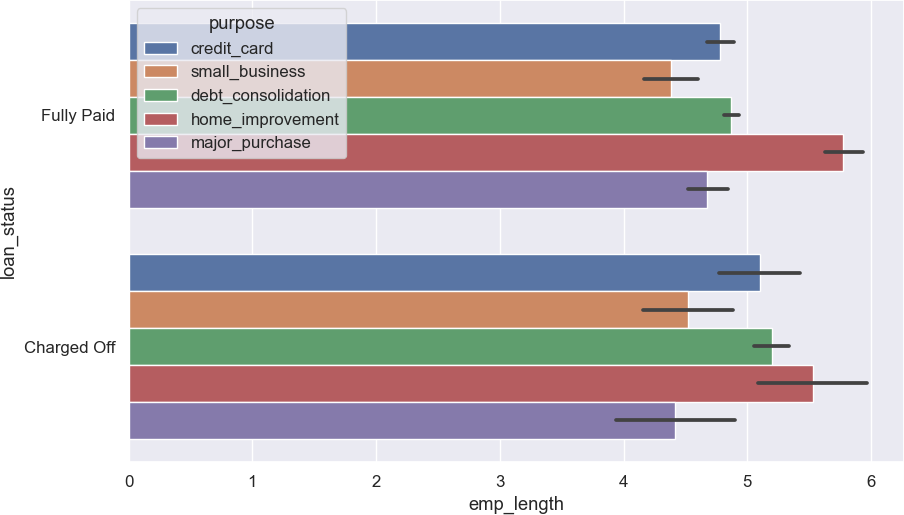 purpose
credit_card
small_business
debt_consolidation
home_improvement
major_purchase
Fully Paid
Charged Off
loan_status
0 1 2 3 4 5 6
emp_length